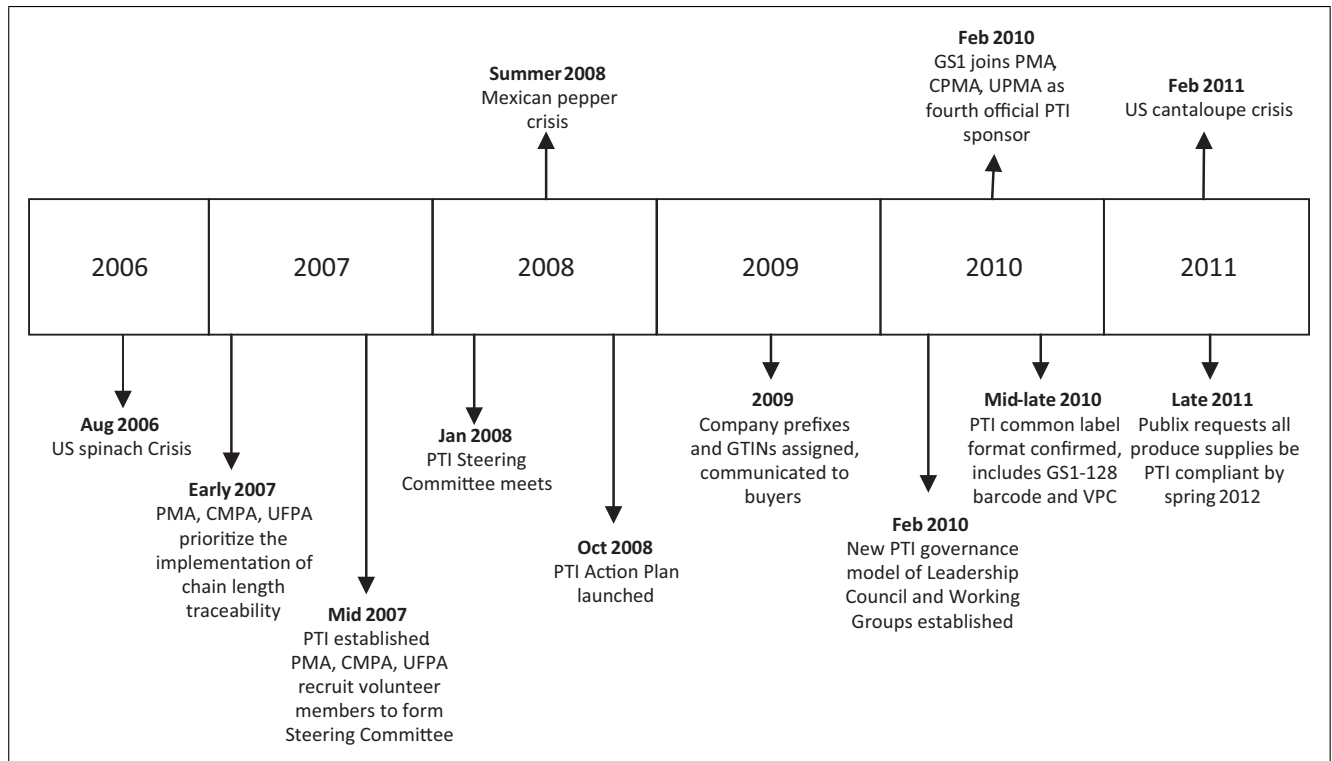 Summer 2008
Mexican pepper
crisis
Feb 2010
GS1 joins PMA,
CPMA, UPMA as
fourth official PTI
sponsor
Feb 2011
US cantaloupe crisis
2006
2007
2008
2009
2010
2011
Aug 2006
US spinach Crisis
Early 2007
PMA, CMPA, UFPA
prioritize the
implementation of
chain length
traceability
Mid 2007
PTI established.
PMA, CMPA, UFPA
recruit volunteer
members to form
Steering Committee
Jan 2008
PTI Steering
Committee meets
Oct 2008
PTI Action Plan
launched
2009
Company prefixes
and GTINs assigned,
communicated to
buyers
Feb 2010
New PTI governance
model of Leadership
Council and Working
Groups established
Mid-late 2010
PTI common label
format confirmed,
includes GS1-128
barcode and VPC
Late 2011
Publix requests all
produce supplies be
PTI compliant by
spring 2012